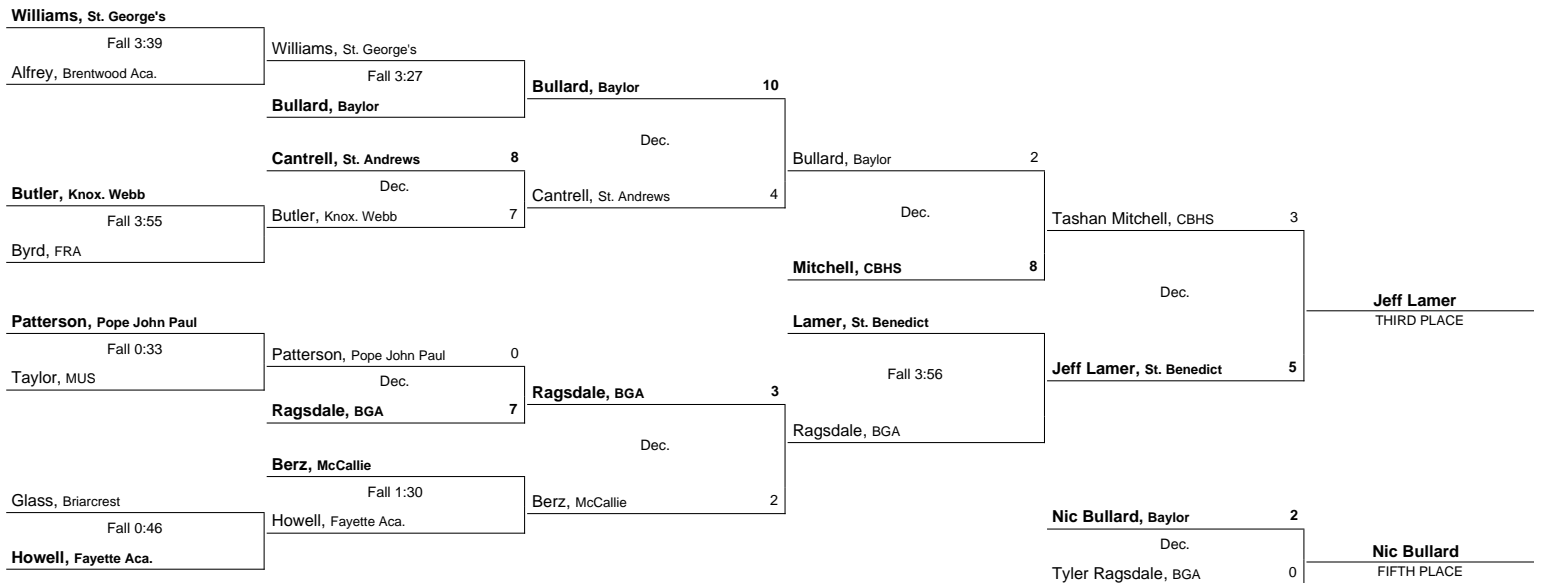 Williams, St. George's
Fall 3:39
Alfrey, Brentwood Aca.
Williams, St. George's
Fall 3:27
Bullard, Baylor
Bullard, Baylor 10
Dec.
Cantrell, St. Andrews 4
Cantrell, St. Andrews 8
Dec.
Butler, Knox. Webb 7
Butler, Knox. Webb
Fall 3:55
Byrd, FRA
Bullard, Baylor 2
Dec.
Mitchell, CBHS 8
Tashan Mitchell, CBHS 3
Dec.
Jeff Lamer, St. Benedict 5
Jeff Lamer
THIRD PLACE
Patterson, Pope John Paul
Fall 0:33
Taylor, MUS
Patterson, Pope John Paul 0
Dec.
Ragsdale, BGA 7
Ragsdale, BGA 3
Dec.
Berz, McCallie 2
Lamer, St. Benedict
Fall 3:56
Ragsdale, BGA
Berz, McCallie
Fall 1:30
Howell, Fayette Aca.
Glass, Briarcrest
Fall 0:46
Howell, Fayette Aca.
Nic Bullard, Baylor 2
Dec.
Tyler Ragsdale, BGA 0
Nic Bullard
FIFTH PLACE